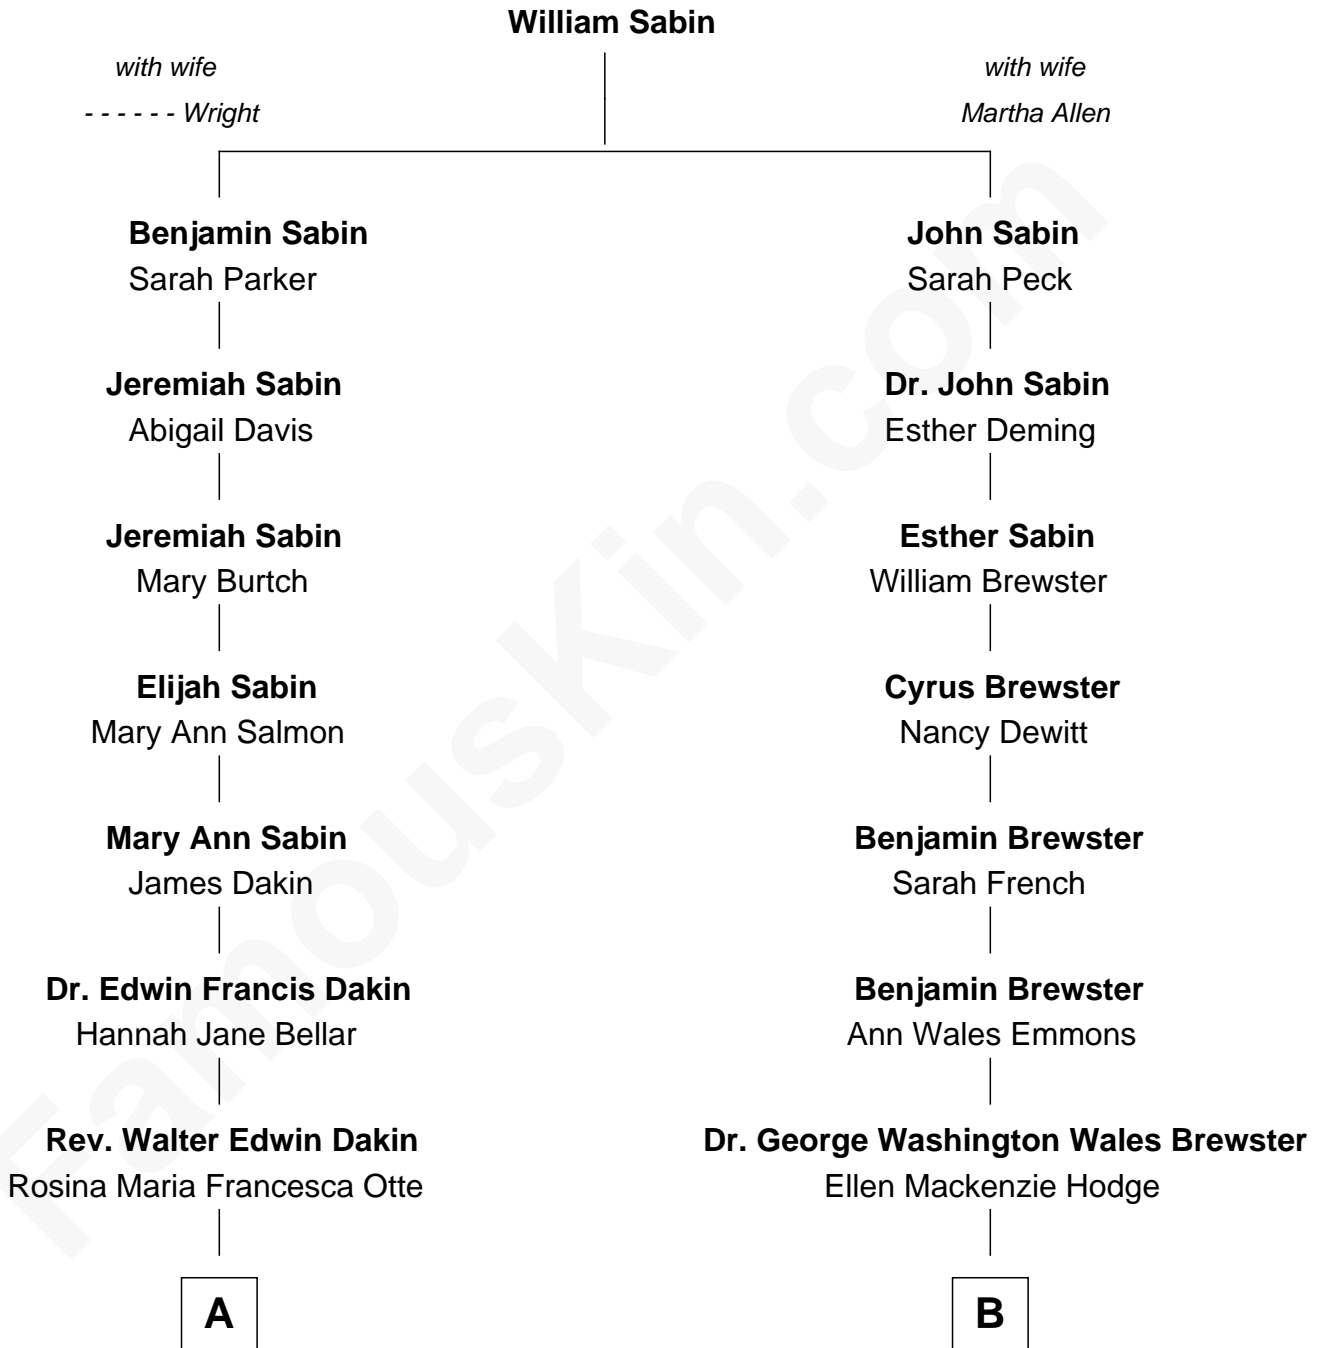 William Sabin
with wife
- - - - - - Wright
with wife
Martha Allen
Benjamin Sabin
Sarah Parker
John Sabin
Sarah Peck
Jeremiah Sabin
Abigail Davis
Dr. John Sabin
Esther Deming
Jeremiah Sabin
Mary Burtch
Esther Sabin
William Brewster
Elijah Sabin
Mary Ann Salmon
Cyrus Brewster
Nancy Dewitt
Mary Ann Sabin
James Dakin
Benjamin Brewster
Sarah French
Dr. Edwin Francis Dakin
Hannah Jane Bellar
Benjamin Brewster
Ann Wales Emmons
Rev. Walter Edwin Dakin
Rosina Maria Francesca Otte
Dr. George Washington Wales Brewster
Ellen Mackenzie Hodge
A
B
FamousKin.com